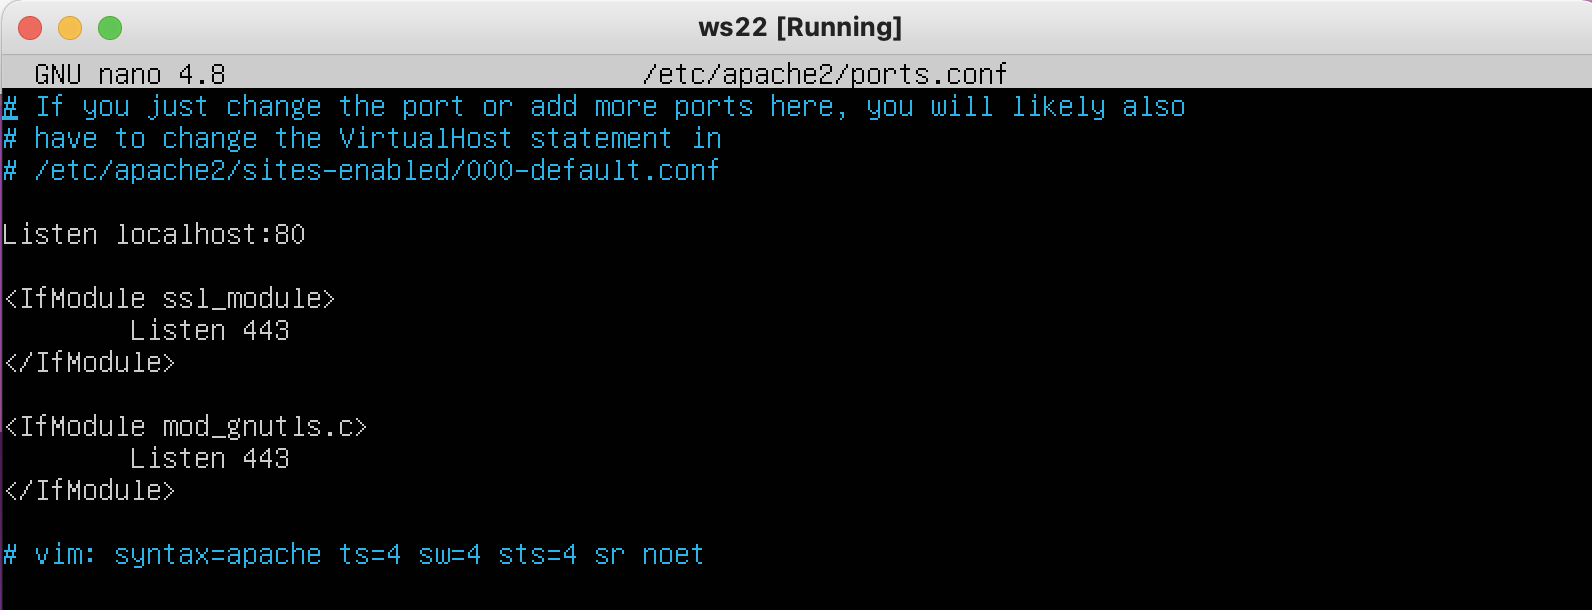 ws22 [Running]
GNU nano 4.8 /etc/apache2/ports.conf
# If you just change the port or add more ports here, you will likely also
# have to change the VirtualHost statement in
# /etc/apache2/sites-enabled/000-default.conf
Listen localhost:80
<IfModule ssl_module>
        Listen 443
</IfModule>
<IfModule mod_gnutls.c>
        Listen 443
</IfModule>
# vim: syntax=apache ts=4 sw=4 sts=4 sr noet